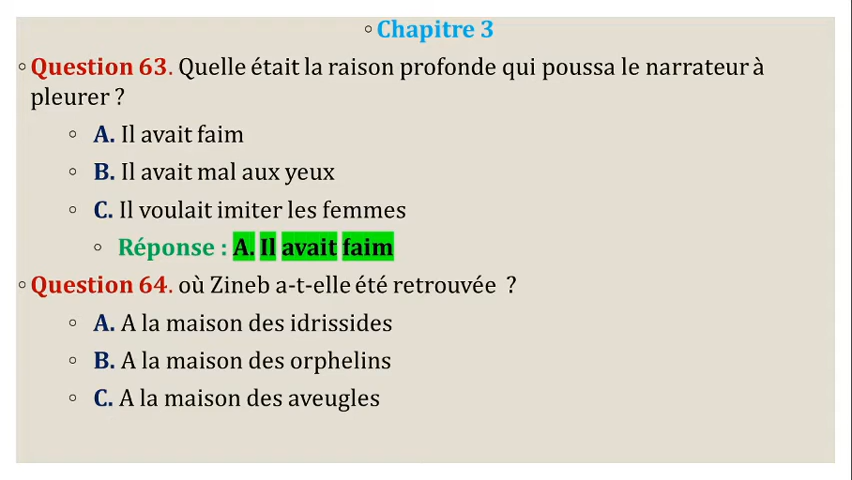 ◦ Chapitre 3
◦ Question 63. Quelle était la raison profonde qui poussa le narrateur à
pleurer ?
◦ A. Il avait faim
◦ B. Il avait mal aux yeux
◦ C. Il voulait imiter les femmes
◦ Réponse : A. Il avait faim
◦ Question 64. où Zineb a-t-elle été retrouvée ?
◦ A. A la maison des idrissides
◦ B. A la maison des orphelins
◦ C. A la maison des aveugles